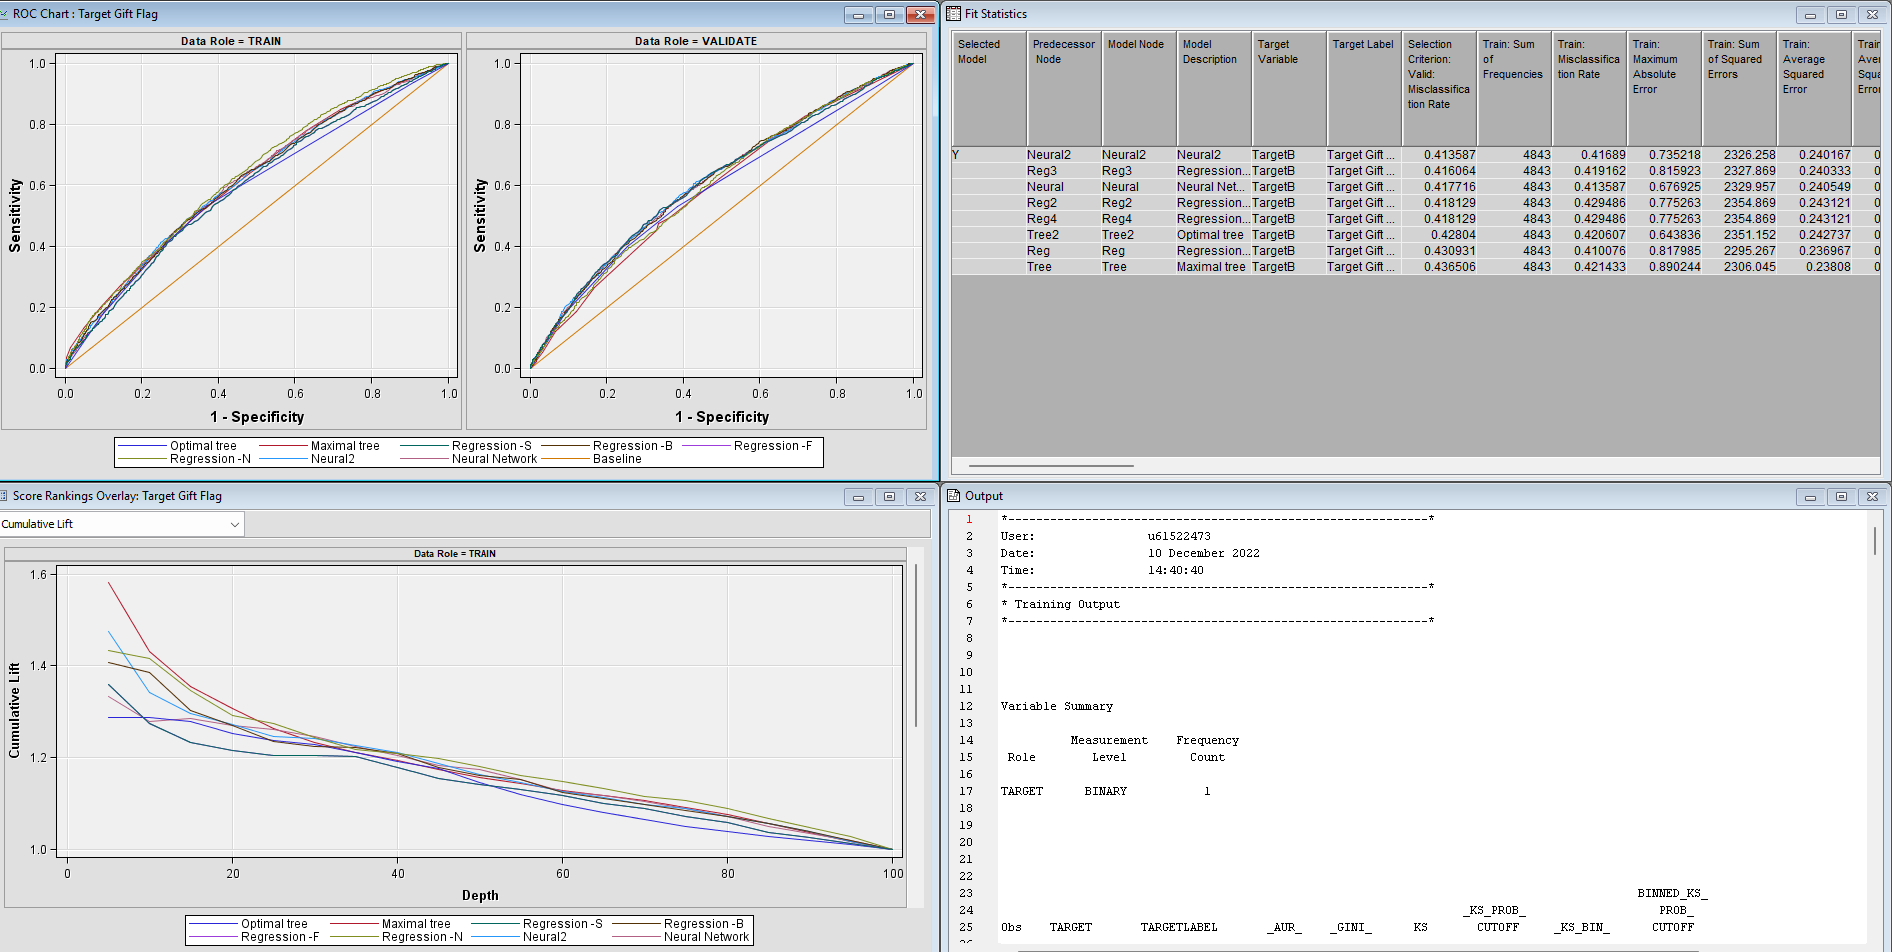 ROC Chart : Target Gift Flag
Data Role = TRAIN
Data Role = VALIDATE
Sensitivity
1.0
0.8
0.6
0.4
0.2
0.0
0.0 0.2 0.4 0.6 0.8 1.0
1 - Specificity
Sensitivity
1.0
0.8
0.6
0.4
0.2
0.0
0.0 0.2 0.4 0.6 0.8 1.0
1 - Specificity
Optimal tree Maximal tree Regression -S Regression -B Regression -F
Regression -N Neural2 Neural Network Baseline
Fit Statistics
Selected Model
Predecessor Node
Model Node
Model Description
Target Variable
Target Label
Selection Criterion: Valid: Misclassifica tion Rate
Train: Sum of Frequencies
Train: Misclassifica tion Rate
Train: Maximum Absolute Error
Train: Sum of Squared Errors
Train: Average Squared Error
Y Neural2 Neural2 Neural2 TargetB Target Gift ... 0.413587 4843 0.41689 0.735218 2326.258 0.240167 0
Reg3 Reg3 Regression... TargetB Target Gift ... 0.416064 4843 0.419162 0.815923 2327.869 0.240333 0
Neural Neural Neural Net... TargetB Target Gift ... 0.417716 4843 0.413587 0.676925 2329.957 0.240549 0
Reg2 Reg2 Regression... TargetB Target Gift ... 0.418129 4843 0.429486 0.775263 2354.869 0.243121 0
Reg4 Reg4 Regression... TargetB Target Gift ... 0.418129 4843 0.429486 0.775263 2354.869 0.243121 0
Tree2 Tree2 Optimal tree TargetB Target Gift ... 0.42804 4843 0.420607 0.643836 2351.152 0.242737 0
Reg Reg Regression... TargetB Target Gift ... 0.430931 4843 0.410076 0.817985 2295.267 0.236967 0
Tree Tree Maximal tree TargetB Target Gift ... 0.436506 4843 0.421433 0.890244 2306.045 0.23808 0
Score Rankings Overlay: Target Gift Flag
Cumulative Lift
Data Role = TRAIN
Cumulative Lift
1.6
1.4
1.2
1.0
0 20 40 60 80 100
Depth
Optimal tree Maximal tree Regression -S Regression -B
Regression -F Regression -N Neural2 Neural Network
Output
1 *------------------------------------------------------------*
2 User: u61522473
3 Date: 10 December 2022
4 Time: 14:40:40
5 *------------------------------------------------------------*
6 * Training Output
7 *------------------------------------------------------------*
8
9
10
11
12 Variable Summary
13
14 Measurement Frequency
15 Role Level Count
16
17 TARGET BINARY 1
18
19
20
21
22
23 BINNED_KS_
24 _KS_PROB_ PROB_
25 Obs TARGET TARGETLABEL _AUR_ _GINI_ KS CUTOFF _KS_BIN_ CUTOFF